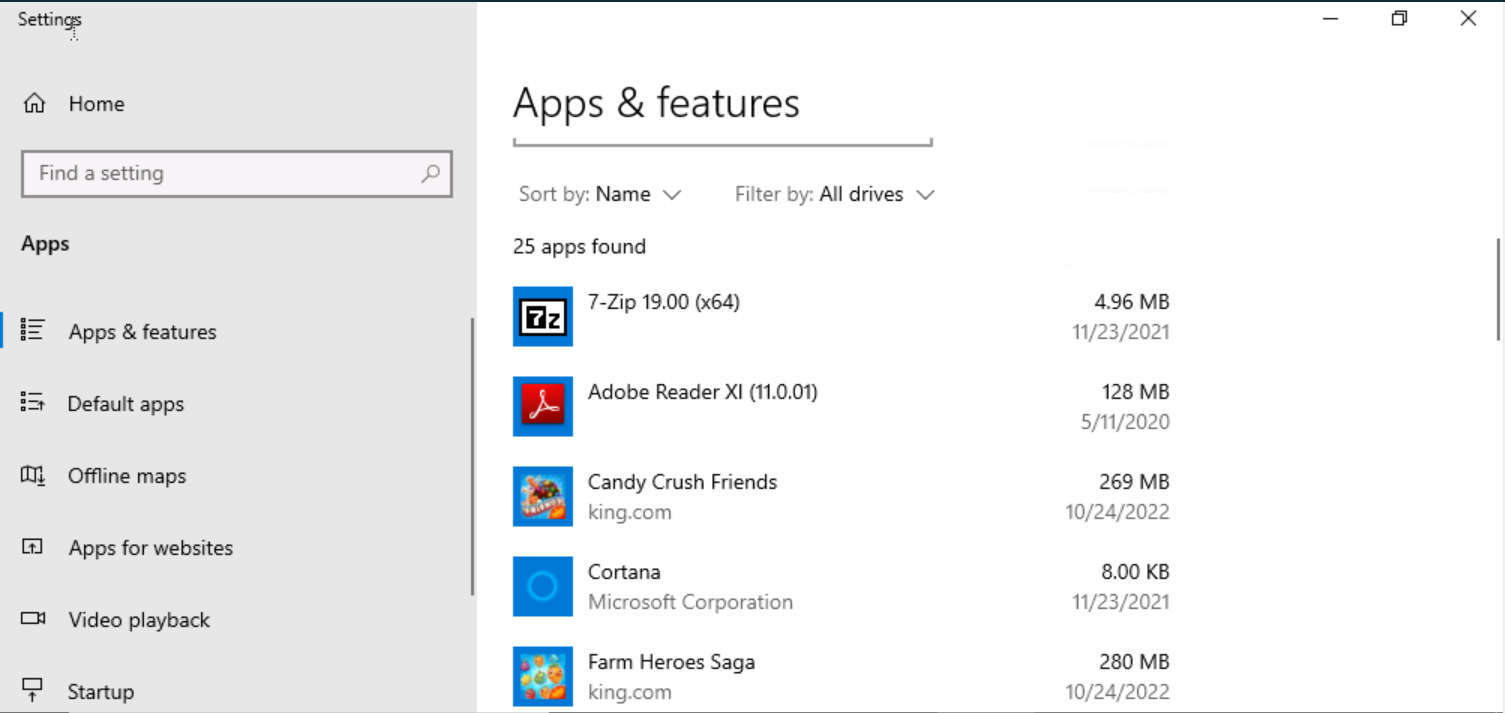 Settings
Home
Find a setting
Apps
Apps & features
Default apps
Offline maps
Apps for websites
Video playback
Startup
Apps & features
Sort by: Name
Filter by: All drives
25 apps found
7z
7-Zip 19.00 (x64)
4.96 MB
11/23/2021
Adobe Reader XI (11.0.01)
128 MB
5/11/2020
Candy Crush Friends
269 MB
king.com
10/24/2022
Cortana
8.00 KB
Microsoft Corporation
11/23/2021
Farm Heroes Saga
280 MB
king.com
10/24/2022